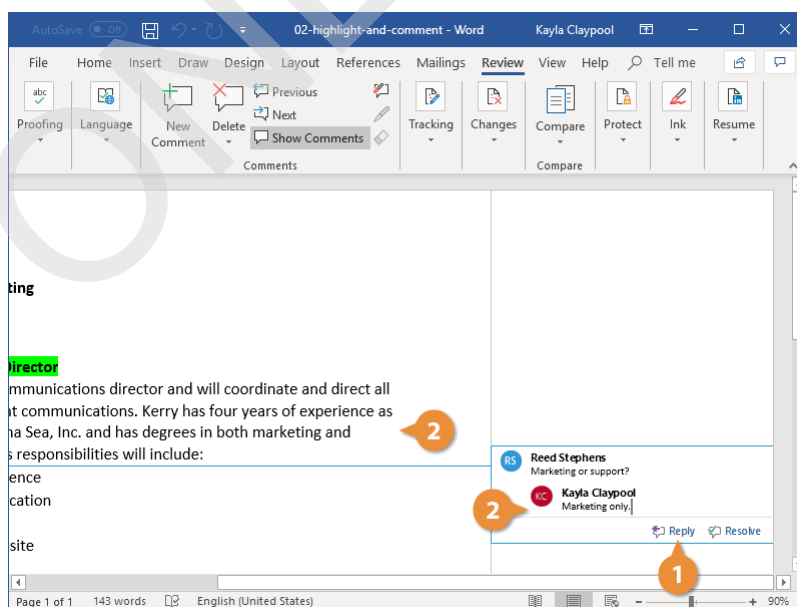 AutoSave Off 02-highlight-and-comment - Word Kayla Claypool
File Home Insert Draw Design Layout References Mailings Review View Help Tell me
abc
Proofing
Language
New
Comment
Delete
Previous
Next
Show Comments
Tracking
Changes
Compare
Protect
Ink
Resume
Comments
Compare
ting
Director
mmunications director and will coordinate and direct all
nt communications. Kerry has four years of experience as
na Sea, Inc. and has degrees in both marketing and
s responsibilities will include:
ence
cation
site
2
RS Reed Stephens
Marketing or support?
KC Kayla Claypool
Marketing only.
2
Reply Resolve
1
Page 1 of 1 143 words English (United States) 90%